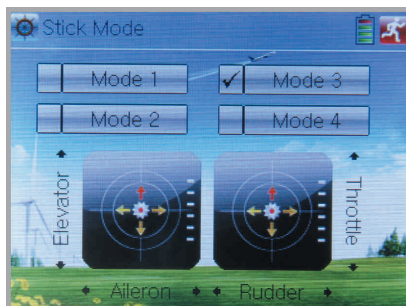 Stick Mode
Mode 1
Mode 3
Mode 2
Mode 4
Elevator
Throttle
Aileron
Rudder